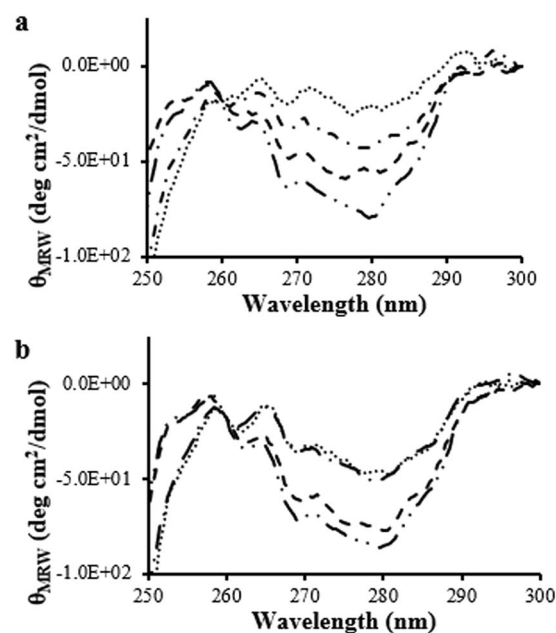 a
0.0E+00
-5.0E+01
-1.0E+02
θMRW (deg cm²/dmol)
250 260 270 280 290 300
Wavelength (nm)
b
0.0E+00
-5.0E+01
-1.0E+02
θMRW (deg cm²/dmol)
250 260 270 280 290 300
Wavelength (nm)